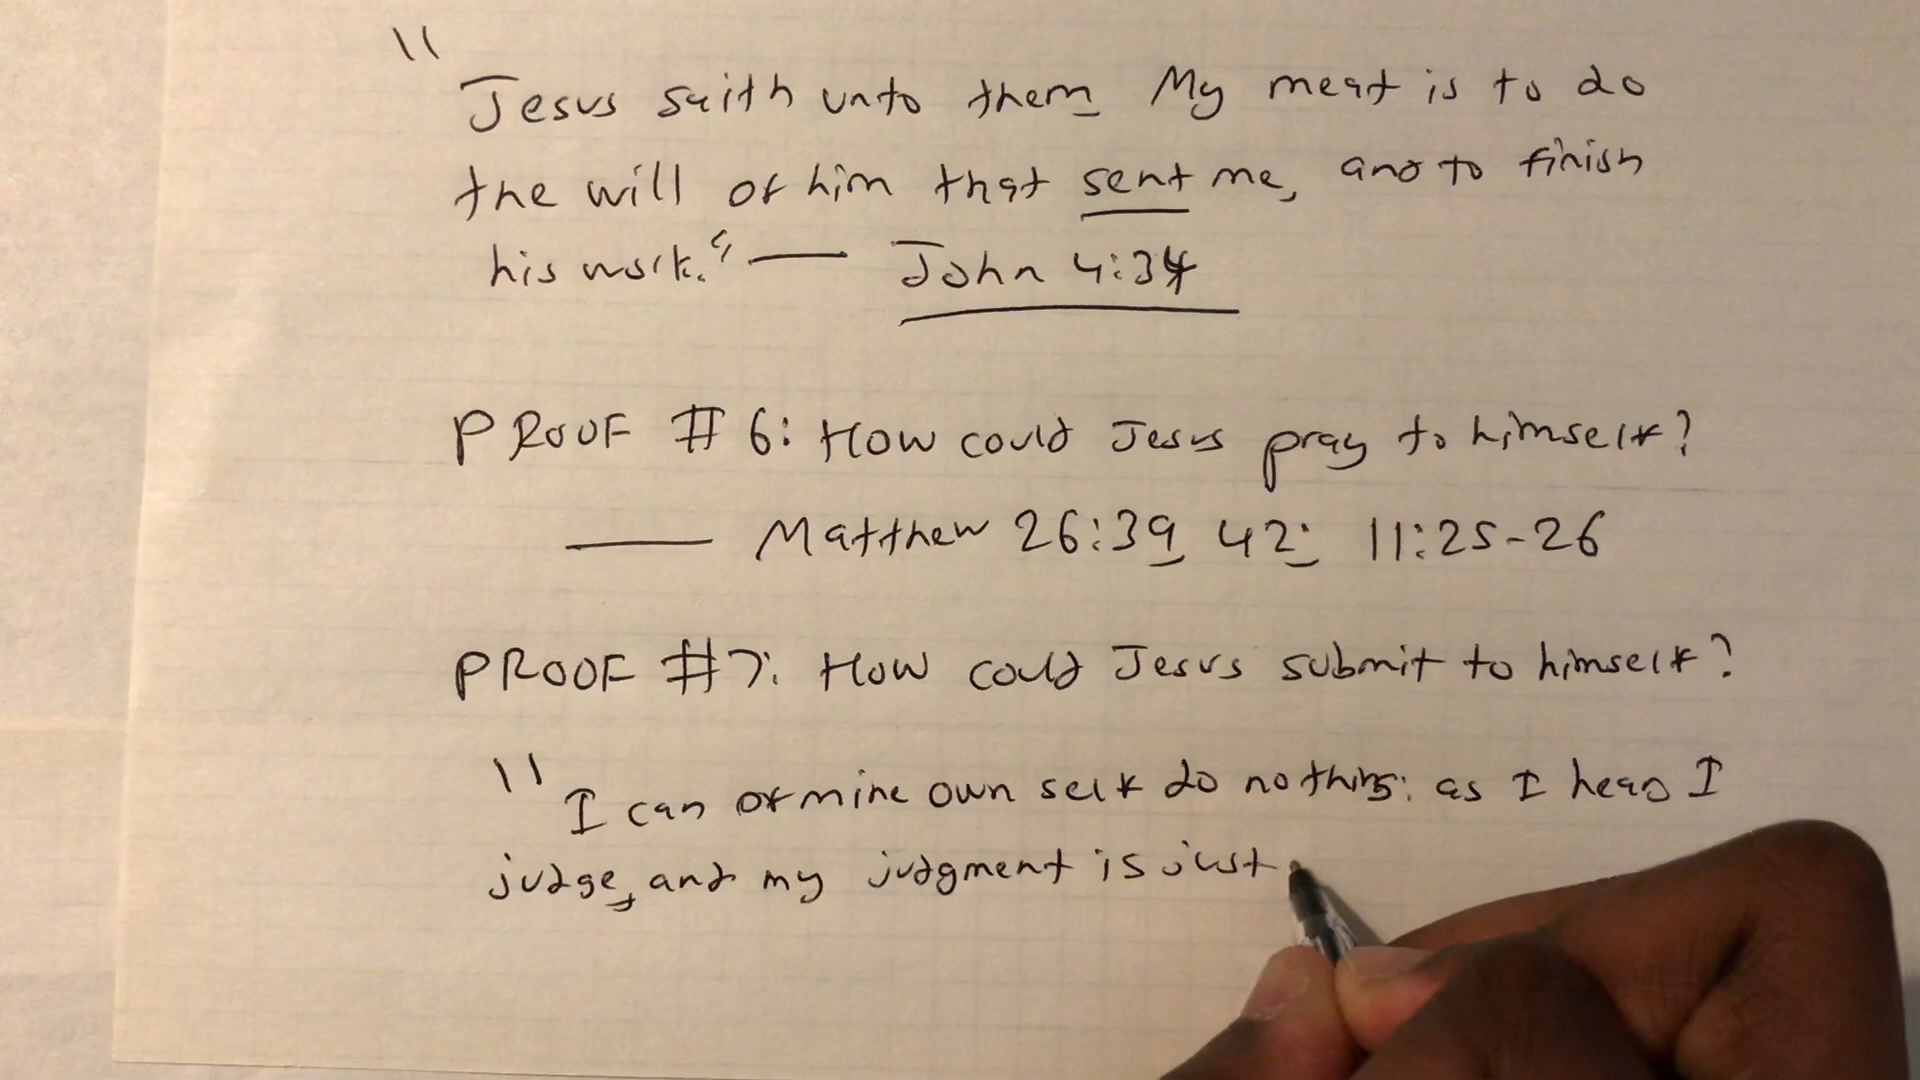 "Jesus saith unto them, My meat is to do
the will of him that sent me, and to finish
his work." — John 4:34
PROOF #6: How could Jesus pray to himself?
— Matthew 26:39, 42; 11:25-26
PROOF #7: How could Jesus submit to himself?
"I can of mine own self do nothing: as I hear, I
judge, and my judgment is just